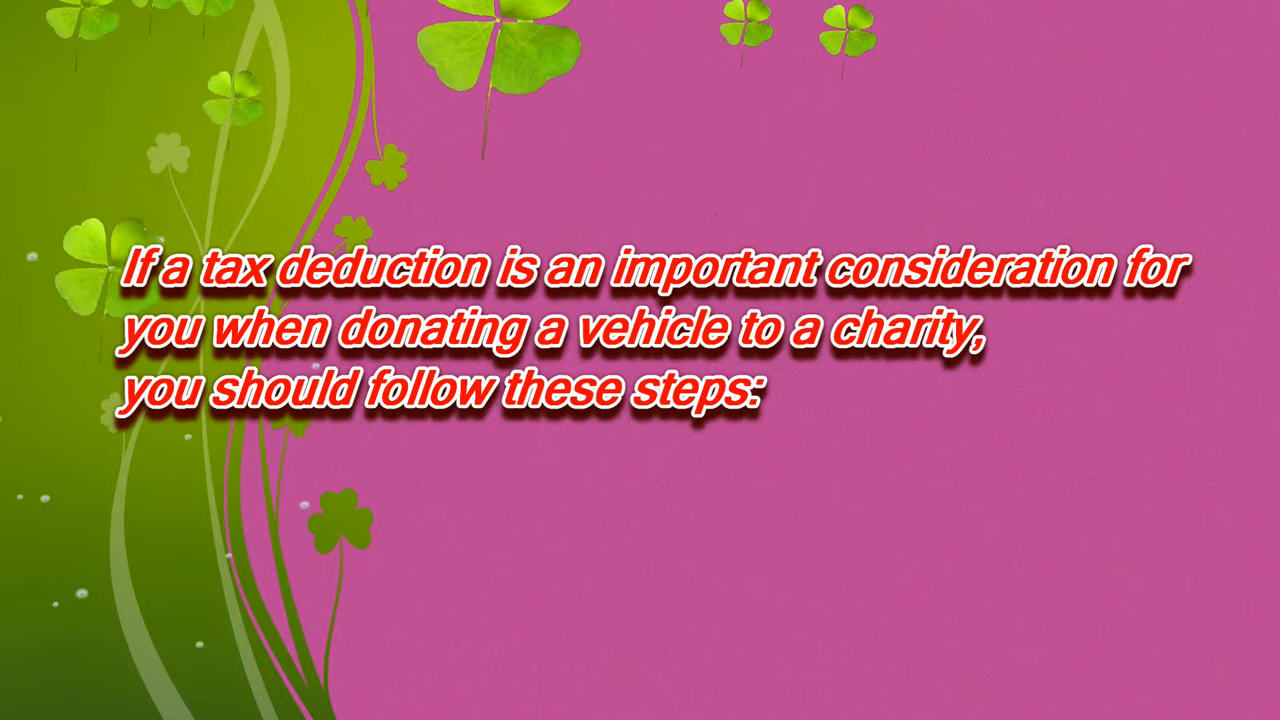 If a tax deduction is an important consideration for
you when donating a vehicle to a charity,
you should follow these steps: